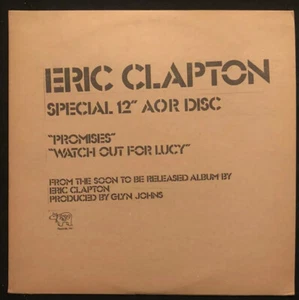 ERIC CLAPTON
SPECIAL 12" AOR DISC
"PROMISES"
"WATCH OUT FOR LUCY"
FROM THE SOON TO BE RELEASED ALBUM BY
ERIC CLAPTON
PRODUCED BY GLYN JOHNS